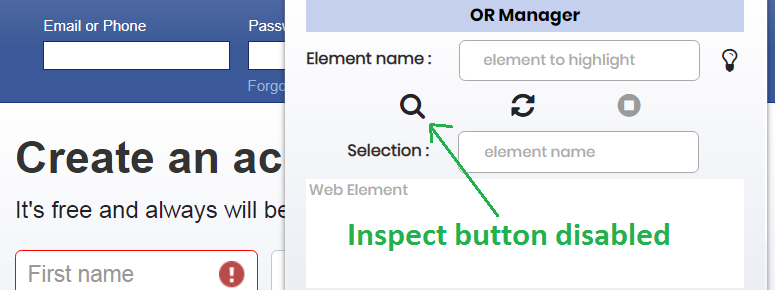 Email or Phone
Passw
Forgo
Create an ac
It's free and always will be
First name
OR Manager
Element name :
element to highlight
Selection :
element name
Web Element
Inspect button disabled